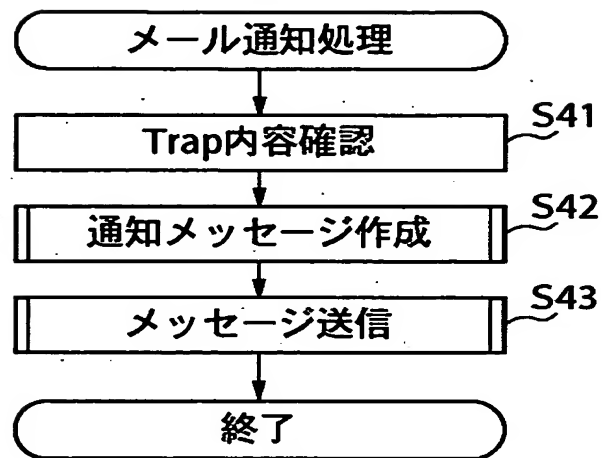 メール通知処理
Trap内容確認
S41
通知メッセージ作成
S42
メッセージ送信
S43
終了